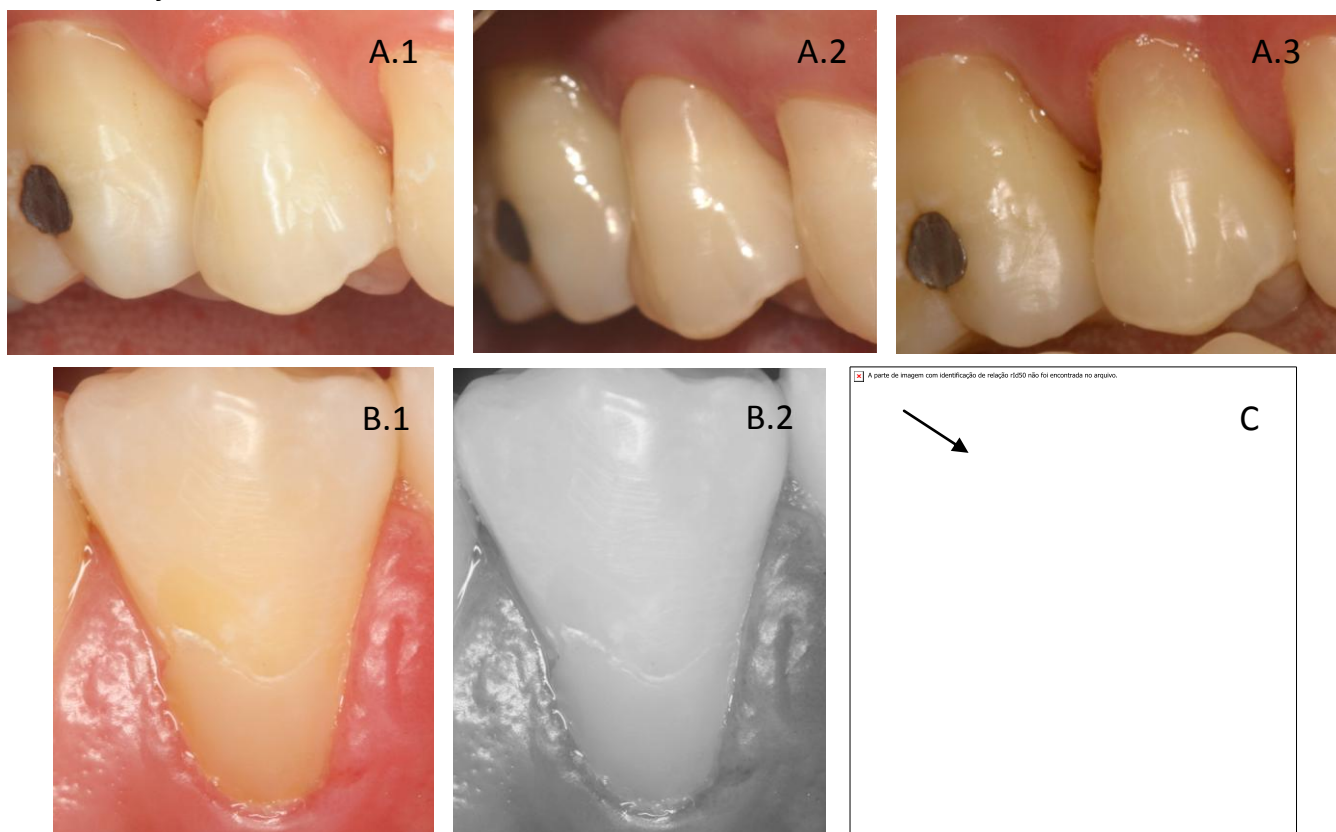 A.1
A.2
A.3
B.1
B.2
C
A parte de imagem com identificação de relação rId50 não foi encontrada no arquivo.